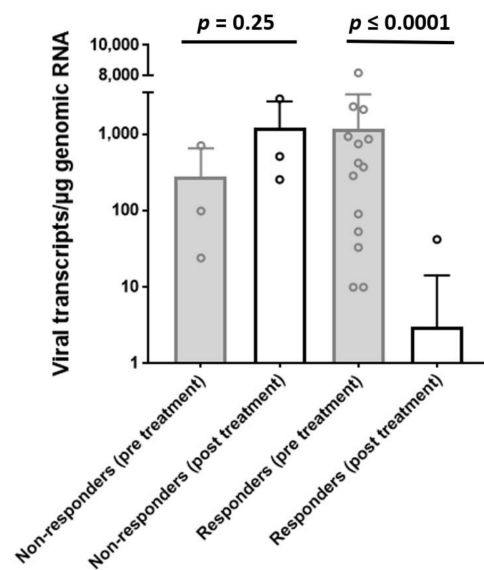 p = 0.25
p ≤ 0.0001
Viral transcripts/µg genomic RNA
10,000
8,000
1,000
100
10
1
Non-responders (pre treatment)
Non-responders (post treatment)
Responders (pre treatment)
Responders (post treatment)